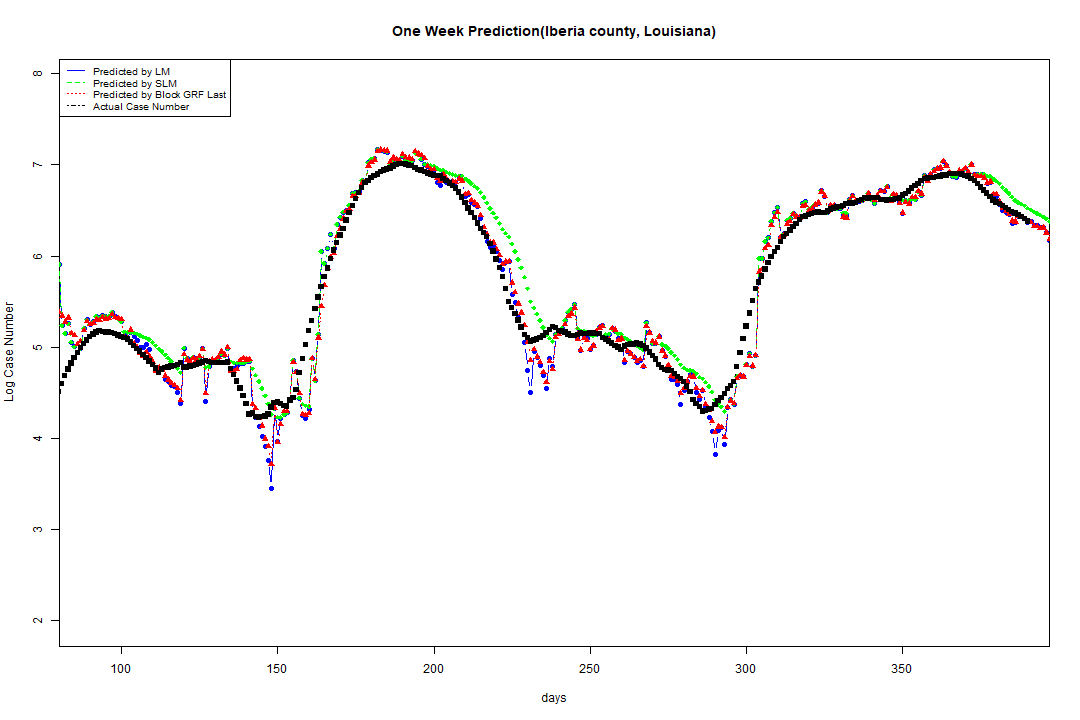 One Week Prediction(Iberia county, Louisiana)
Predicted by LM
Predicted by SLM
Predicted by Block GRF Last
Actual Case Number
8
7
6
5
4
3
2
Log Case Number
100 150 200 250 300 350
days